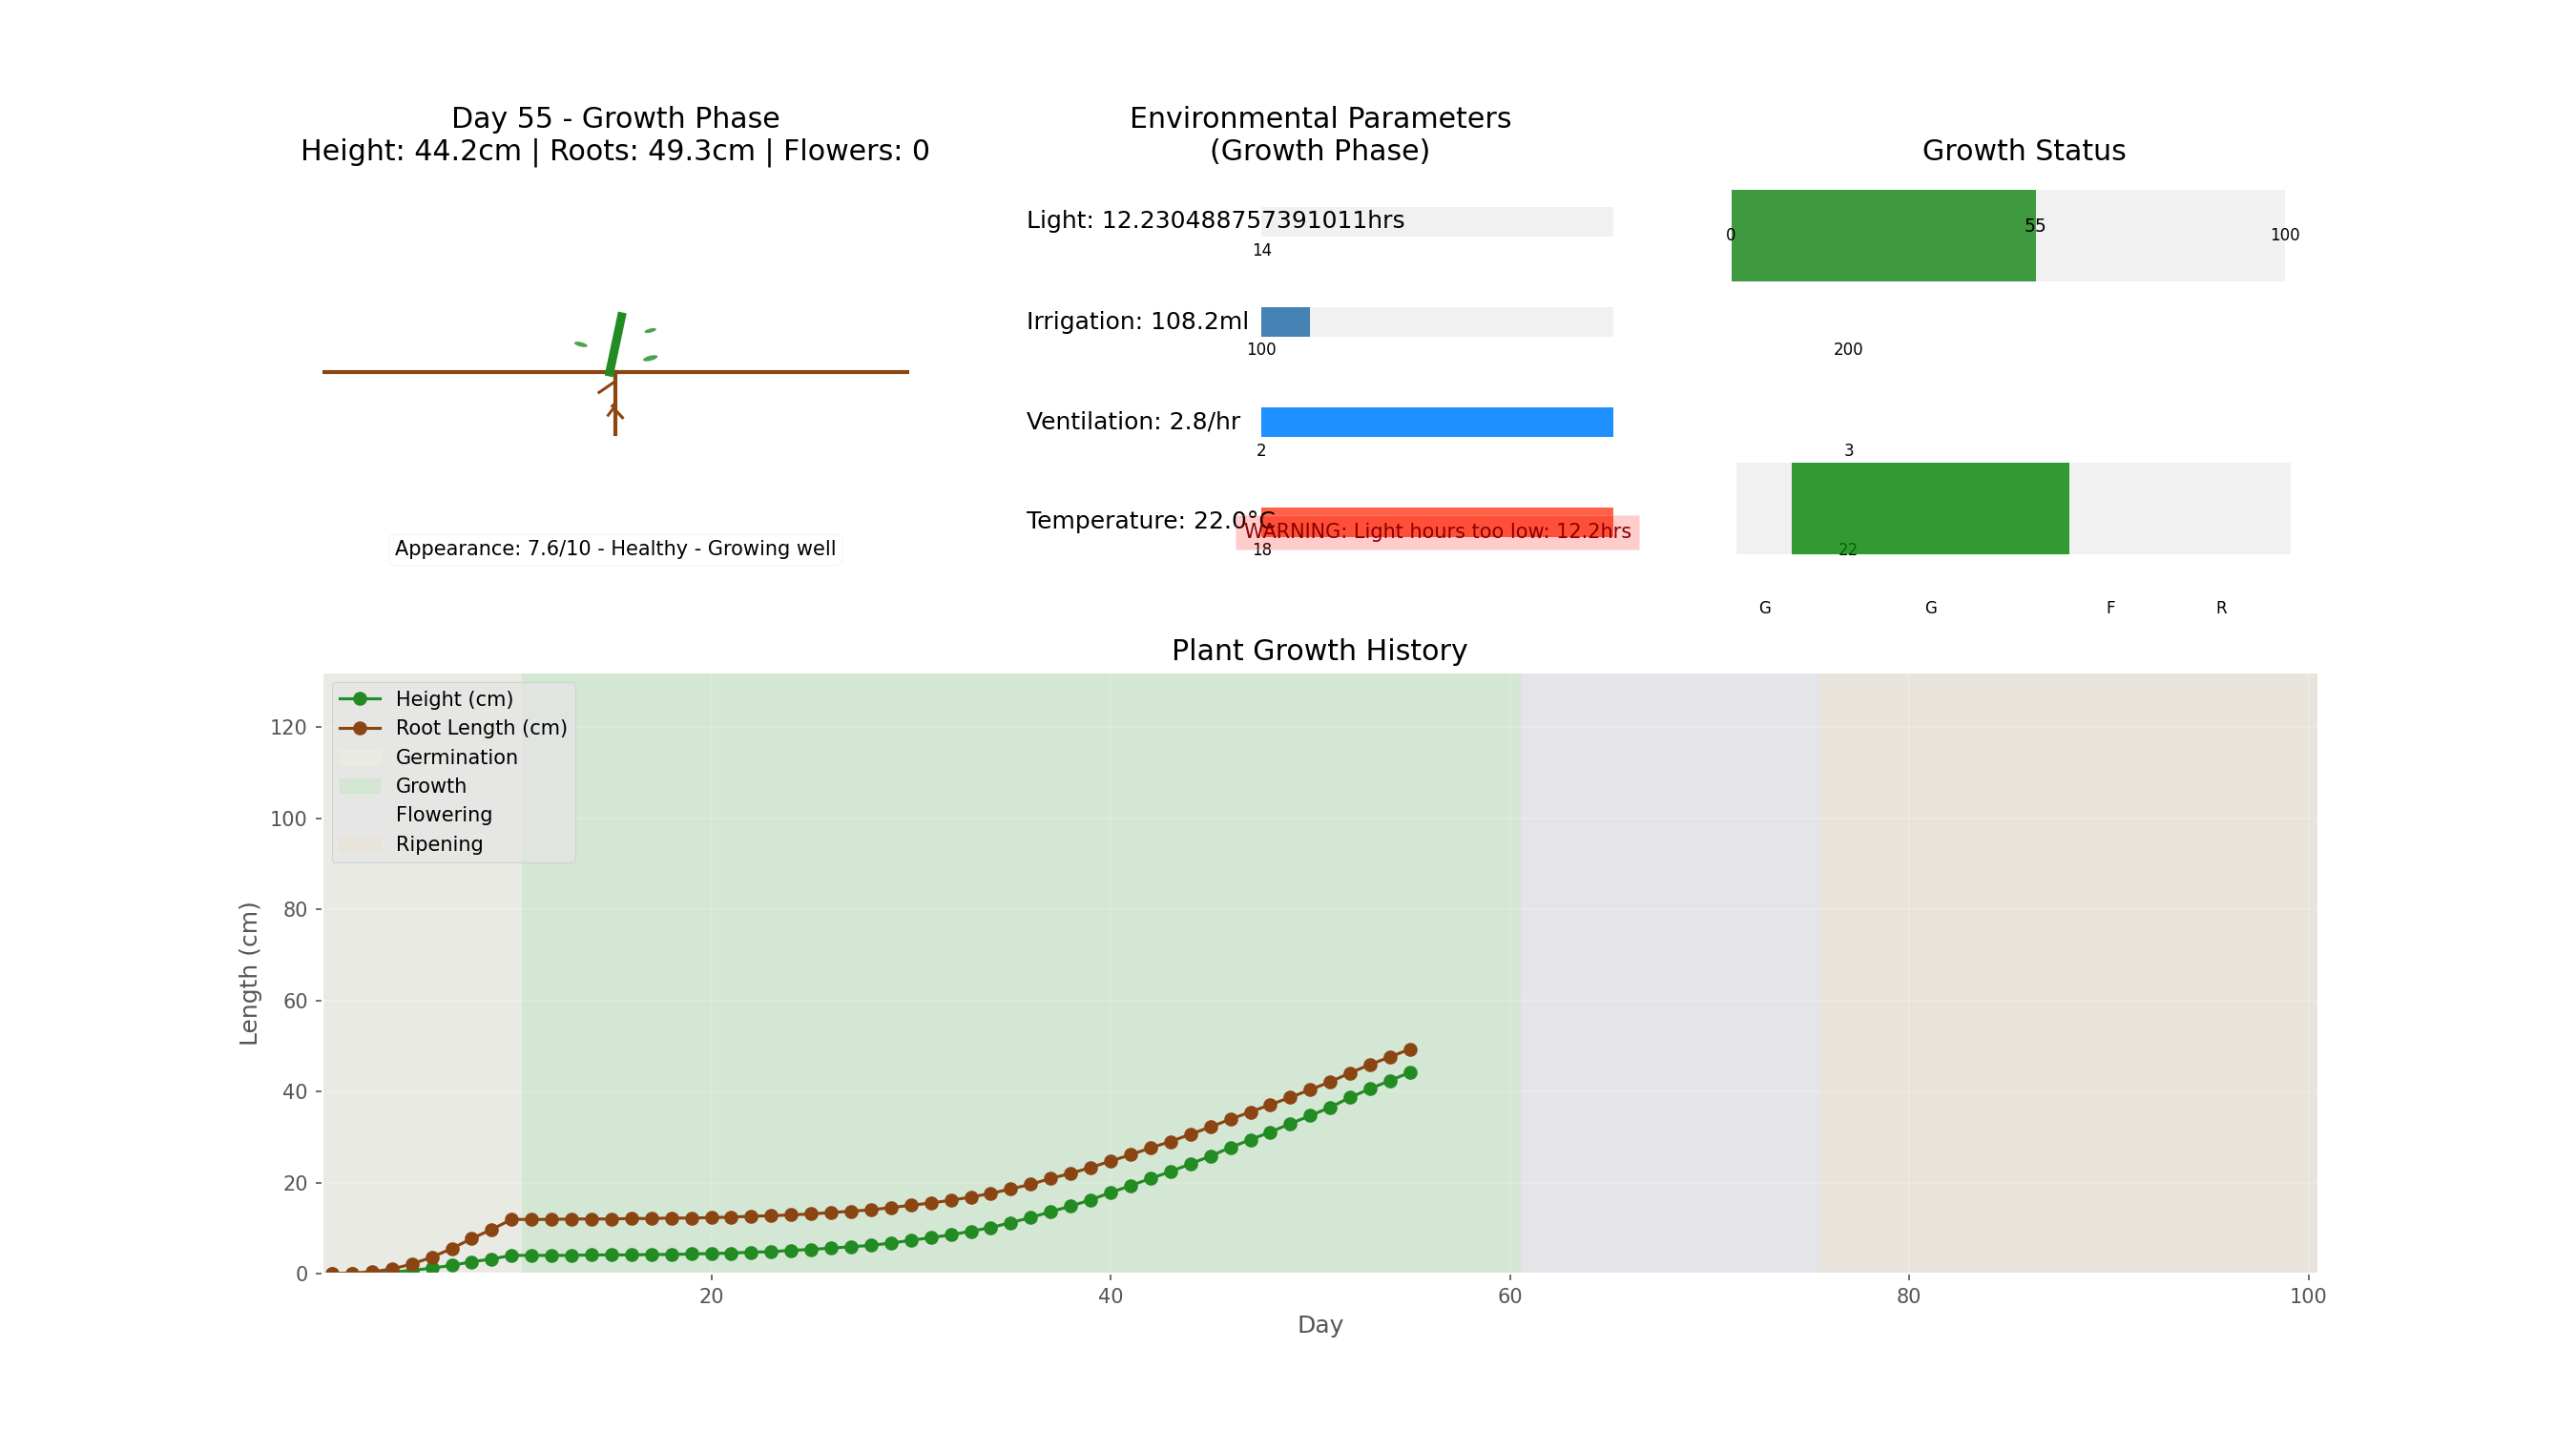 Day 55 - Growth Phase
Height: 44.2cm | Roots: 49.3cm | Flowers: 0
Appearance: 7.6/10 - Healthy - Growing well
Environmental Parameters
(Growth Phase)
Light: 12.230488757391011hrs
14
Irrigation: 108.2ml
100
200
Ventilation: 2.8/hr
2
3
Temperature: 22.0°C
WARNING: Light hours too low: 12.2hrs
18
22
Growth Status
0
55
100
G
G
F
R
Plant Growth History
Height (cm)
Root Length (cm)
Germination
Growth
Flowering
Ripening
Length (cm)
120
100
80
60
40
20
0
20
40
60
80
100
Day